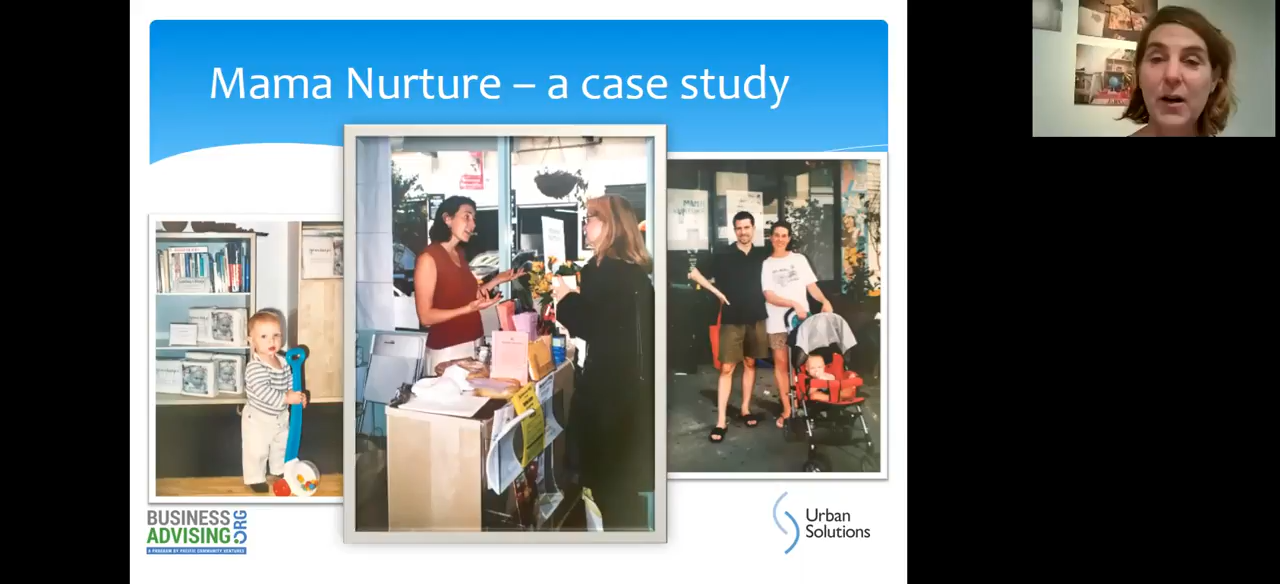 Mama Nurture – a case study
BUSINESS
ADVISING
.ORG
A PROGRAM BY PACIFIC COMMUNITY VENTURES
Urban
Solutions